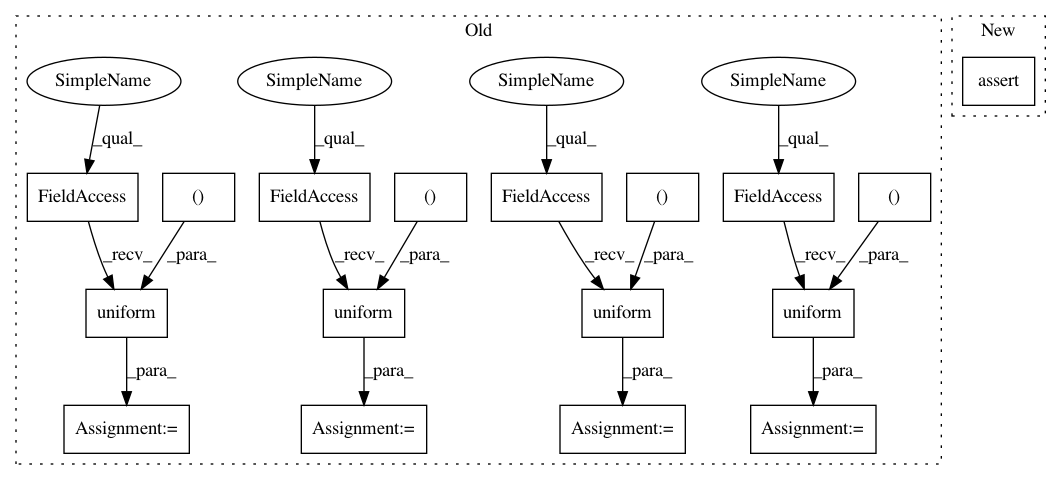 Old
New
SimpleName SimpleName SimpleName SimpleName assert
_qual_ _qual_ _qual_ _qual_
FieldAccess () FieldAccess () FieldAccess () FieldAccess ()
_recv_ _para_ _recv_ _para_ _recv_ _para_ _recv_ _para_
uniform uniform uniform uniform
_para_ _para_ _para_ _para_
Assignment:= Assignment:= Assignment:= Assignment:=